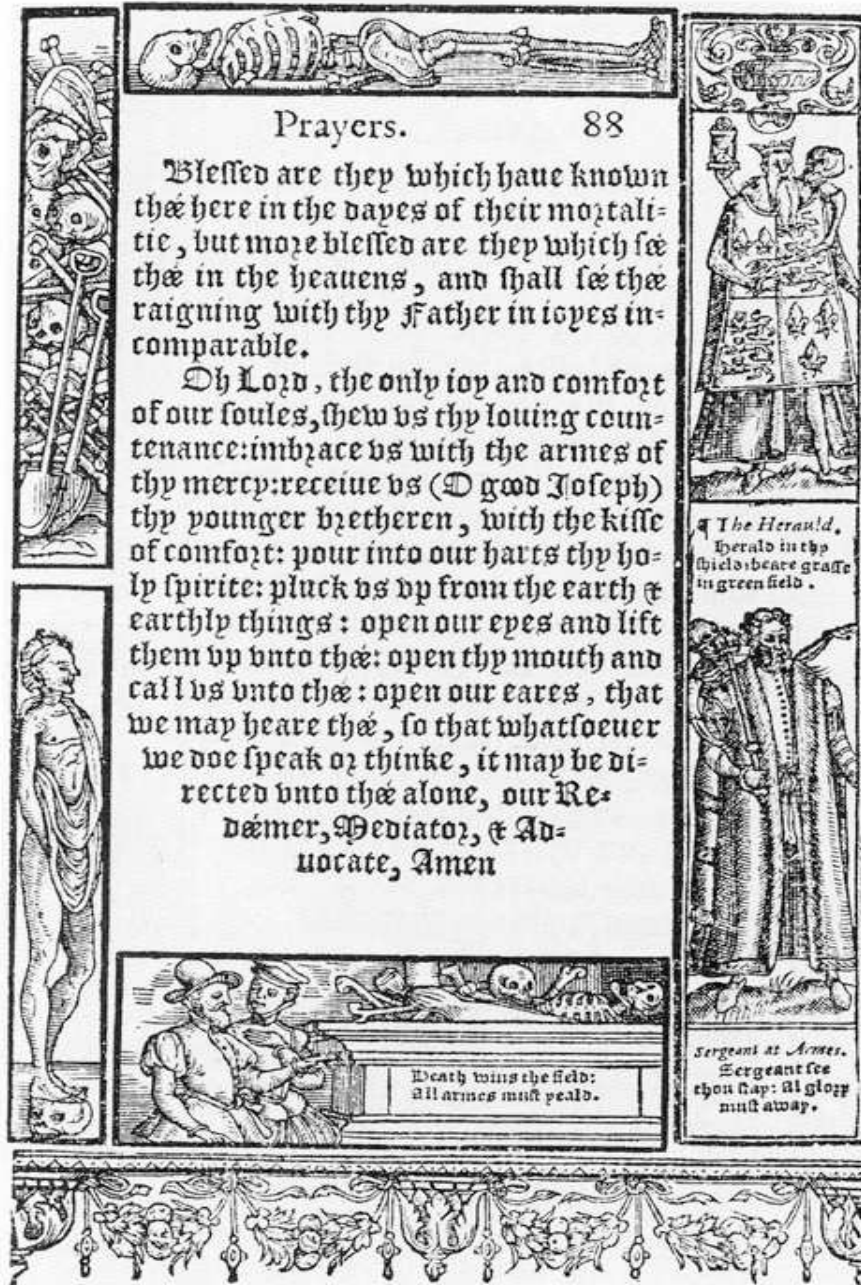 Prayers. 88
Blessed are they which haue known
thee here in the dayes of their mortali=
tie, but more blessed are they which see
thee in the heauens, and shall see thee
raigning with thy Father in ioyes in=
comparable.
Oh Lord, the only ioy and comfort
of our soules, shew vs thy louing coun=
tenance: imbrace vs with the armes of
thy mercy: receiue vs (O good Joseph)
thy younger bretheren, with the kisse
of comfort: pour into our harts thy ho=
ly spirite: pluck vs vp from the earth &
earthly things: open our eyes and lift
them vp vnto thee: open thy mouth and
call vs vnto thee: open our eares, that
we may heare thee, so that whatsoeuer
we doe speak or thinke, it may be di=
rected vnto thee alone, our Re=
deemer, Mediator, & Ad=
uocate, Amen
¶ The Herauld.
Herald in thy
shield: beare grasse
in green field.
Sergeant at Armes.
Sergeant see
thou stay: Al glory
must away.
Death wins the field:
All armes must yeald.